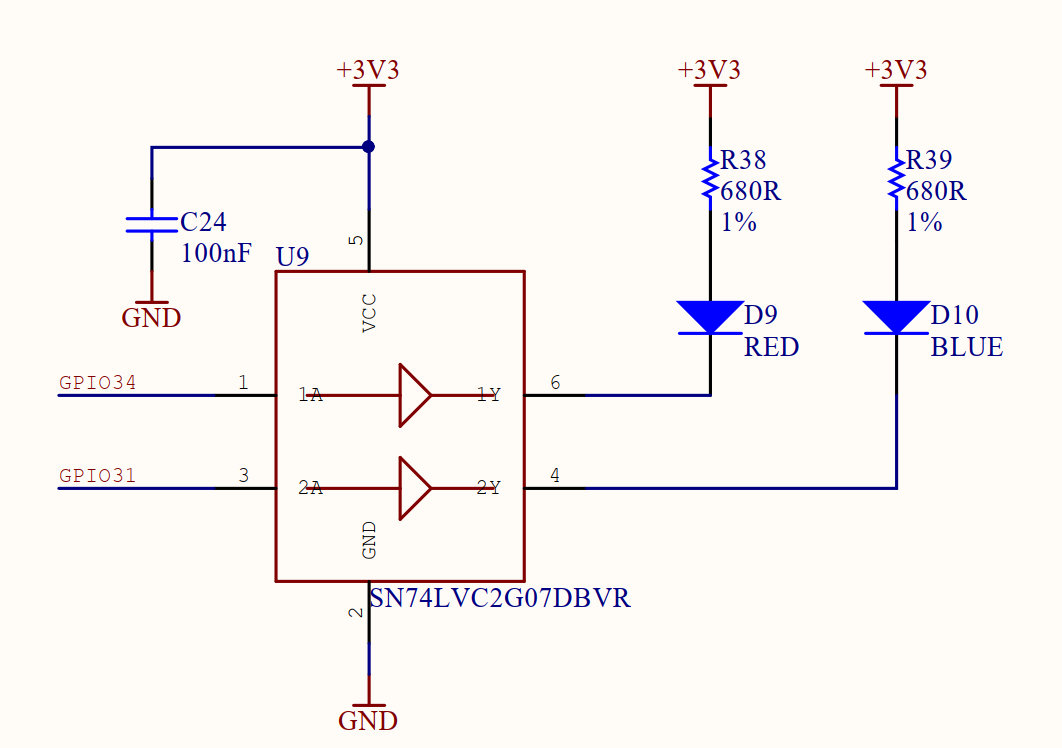 +3V3
+3V3
+3V3
R38
680R
1%
R39
680R
1%
C24
100nF
GND
U9
5
VCC
D9
RED
D10
BLUE
GPIO34
1
1A
1Y
6
GPIO31
3
2A
2Y
4
GND
2
SN74LVC2G07DBVR
GND